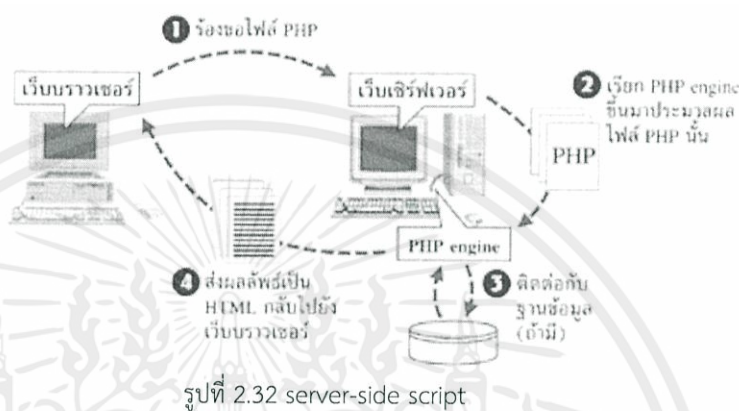 ❶ ร้องขอไฟล์ PHP
เว็บบราวเซอร์
เว็บเซิร์ฟเวอร์
❷ เรียก PHP engine
ขึ้นมาประมวลผล
ไฟล์ PHP นั้น
PHP
PHP engine
❸ ติดต่อกับ
ฐานข้อมูล
(ถ้ามี)
❹ ส่งผลลัพธ์เป็น
HTML กลับไปยัง
เว็บบราวเซอร์
รูปที่ 2.32 server-side script